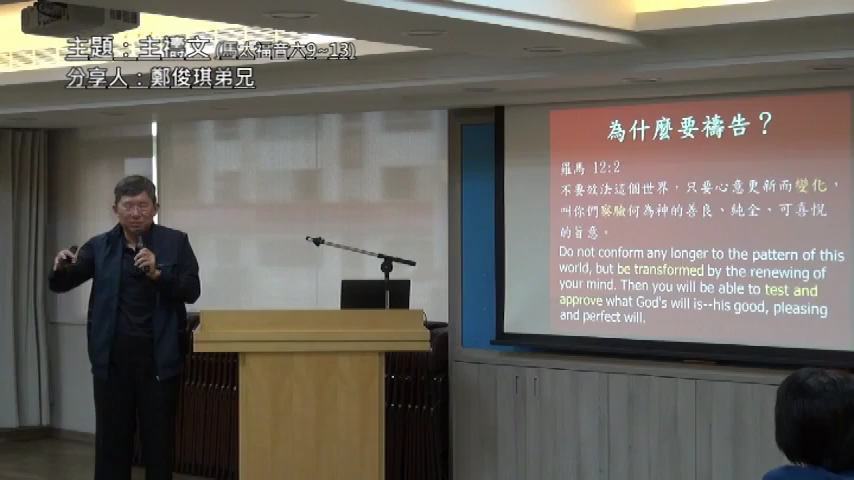 主題：主禱文 (馬太福音六9~13)
分享人：鄭俊琪弟兄
為什麼要禱告？
羅馬 12:2
不要效法這個世界，只要心意更新而變化，
叫你們察驗何為神的善良、純全、可喜悅
的旨意。
Do not conform any longer to the pattern of this
world, but be transformed by the renewing of
your mind. Then you will be able to test and
approve what God's will is--his good, pleasing
and perfect will.